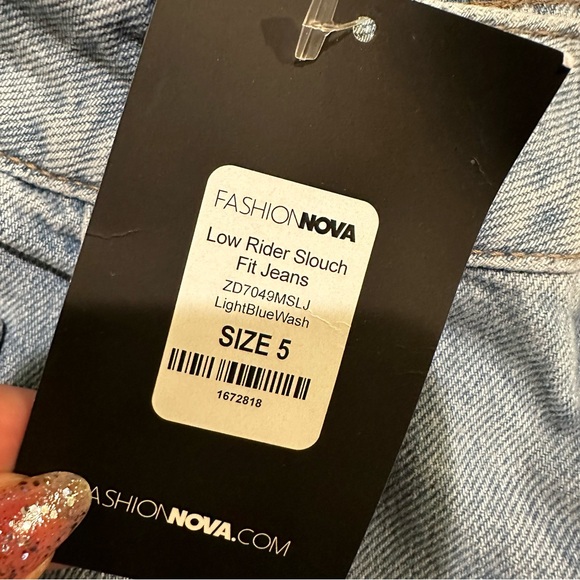 FASHIONNOVA
Low Rider Slouch
Fit Jeans
ZD7049MSLJ
LightBlueWash
SIZE 5
1672818
FASHIONNOVA.COM